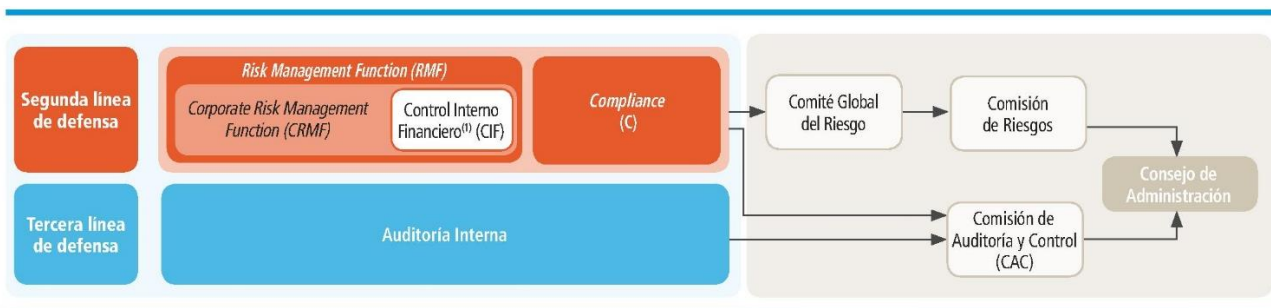 Segunda línea
de defensa
Risk Management Function (RMF)
Corporate Risk Management
Function (CRMF)
Control Interno
Financiero(1) (CIF)
Compliance
(C)
Comité Global
del Riesgo
Comisión
de Riesgos
Consejo de
Administración
Tercera línea
de defensa
Auditoría Interna
Comisión de
Auditoría y Control
(CAC)